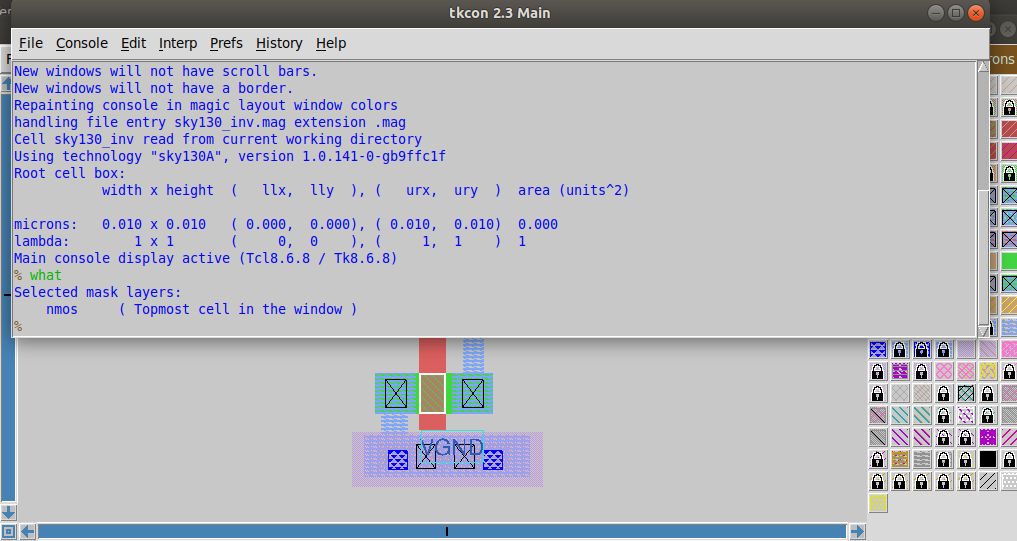 tkcon 2.3 Main
File Console Edit Interp Prefs History Help
New windows will not have scroll bars.
New windows will not have a border.
Repainting console in magic layout window colors
handling file entry sky130_inv.mag extension .mag
Cell sky130_inv read from current working directory
Using technology "sky130A", version 1.0.141-0-gb9ffc1f
Root cell box:
width x height ( llx, lly ), ( urx, ury ) area (units^2)
microns: 0.010 x 0.010 ( 0.000, 0.000), ( 0.010, 0.010) 0.000
lambda: 1 x 1 ( 0, 0 ), ( 1, 1 ) 1
Main console display active (Tcl8.6.8 / Tk8.6.8)
% what
Selected mask layers:
nmos ( Topmost cell in the window )
%
VGND